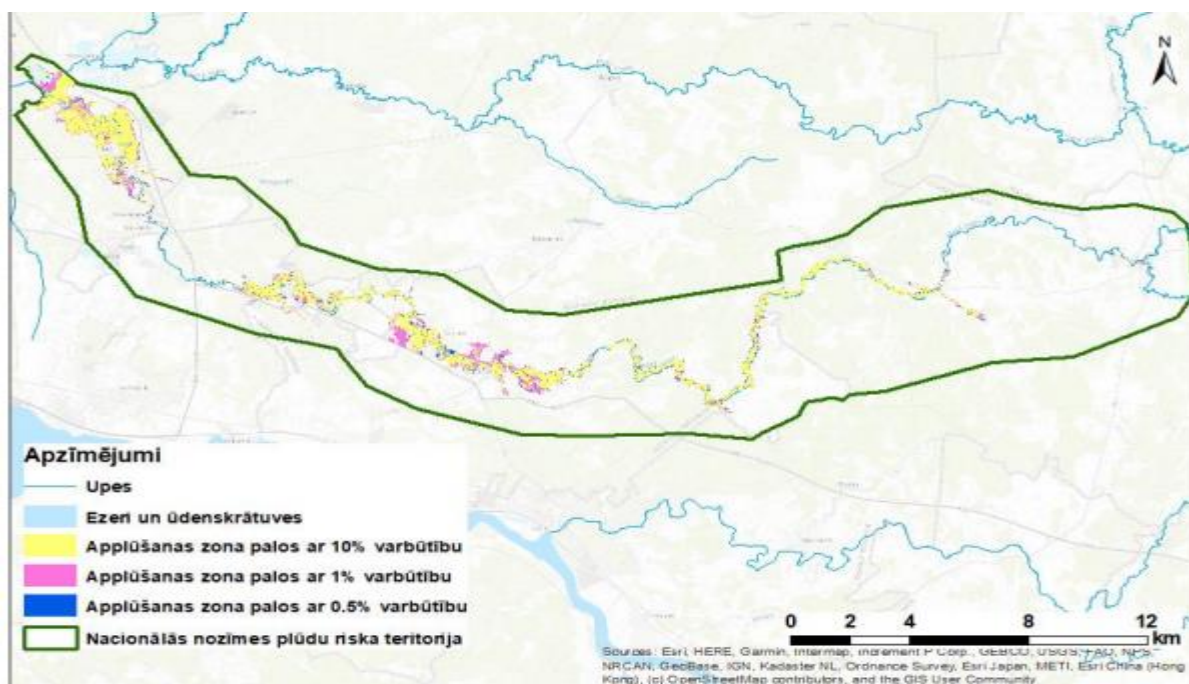 N
Apzīmējumi
Upes
Ezeri un ūdenskrātuves
Applūšanas zona palos ar 10% varbūtību
Applūšanas zona palos ar 1% varbūtību
Applūšanas zona palos ar 0.5% varbūtību
Nacionālās nozīmes plūdu riska teritorija
0 2 4 8 12
km
Sources: Esri, HERE, Garmin, Intermap, increment P Corp., GEBCO, USGS, FAO, NPS,
NRCAN, GeoBase, IGN, Kadaster NL, Ordnance Survey, Esri Japan, METI, Esri China (Hong
Kong), (c) OpenStreetMap contributors, and the GIS User Community